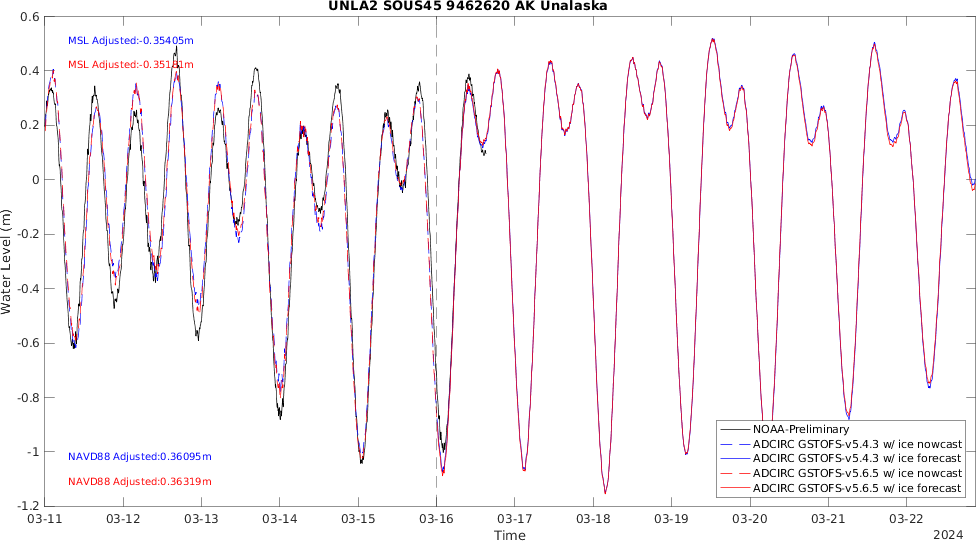 UNLA2 SOUS45 9462620 AK Unalaska
0.6
MSL Adjusted:-0.35405m
MSL Adjusted:-0.35181m
0.4
0.2
0
-0.2
-0.4
-0.6
-0.8
-1
-1.2
Water Level (m)
NAVD88 Adjusted:0.36095m
NAVD88 Adjusted:0.36319m
NOAA-Preliminary
ADCIRC GSTOFS-v5.4.3 w/ ice nowcast
ADCIRC GSTOFS-v5.4.3 w/ ice forecast
ADCIRC GSTOFS-v5.6.5 w/ ice nowcast
ADCIRC GSTOFS-v5.6.5 w/ ice forecast
03-11 03-12 03-13 03-14 03-15 03-16 03-17 03-18 03-19 03-20 03-21 03-22
Time
2024